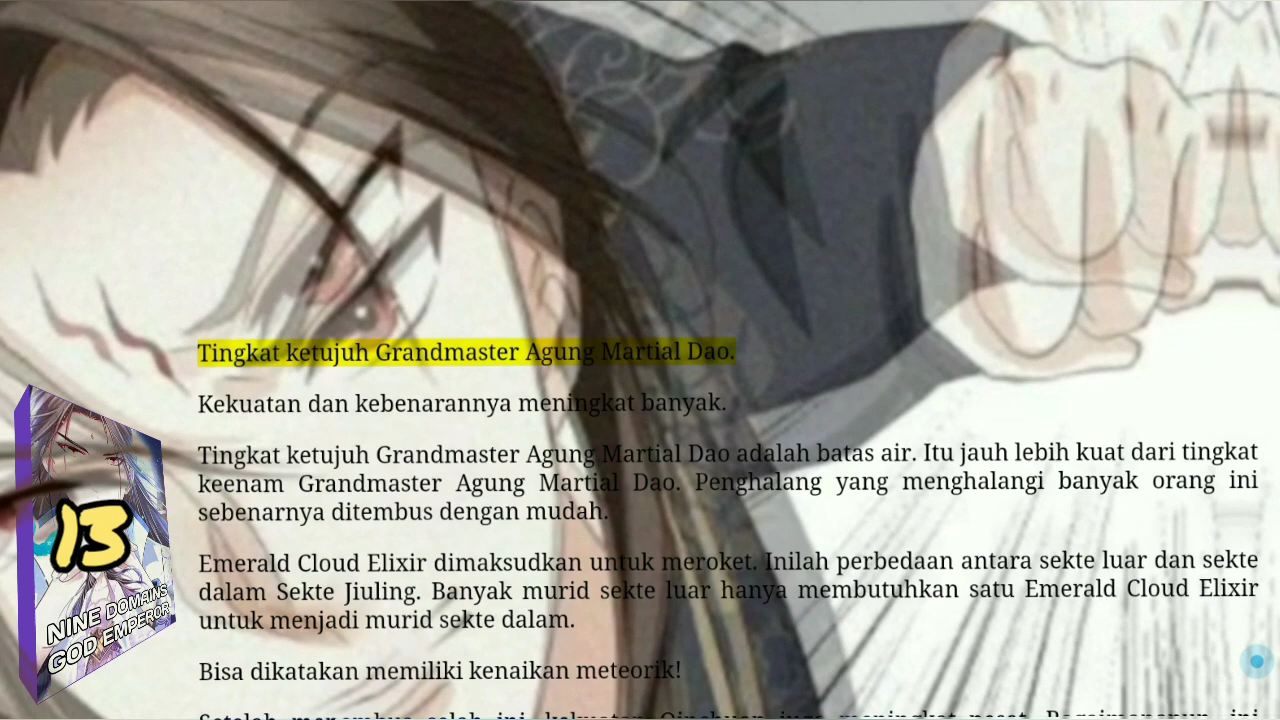 Tingkat ketujuh Grandmaster Agung Martial Dao.
Kekuatan dan kebenarannya meningkat banyak.
Tingkat ketujuh Grandmaster Agung Martial Dao adalah batas air. Itu jauh lebih kuat dari tingkat
keenam Grandmaster Agung Martial Dao. Penghalang yang menghalangi banyak orang ini
sebenarnya ditembus dengan mudah.
Emerald Cloud Elixir dimaksudkan untuk meroket. Inilah perbedaan antara sekte luar dan sekte
dalam Sekte Jiuling. Banyak murid sekte luar hanya membutuhkan satu Emerald Cloud Elixir
untuk menjadi murid sekte dalam.
Bisa dikatakan memiliki kenaikan meteorik!
13
NINE DOMAINS
GOD EMPEROR